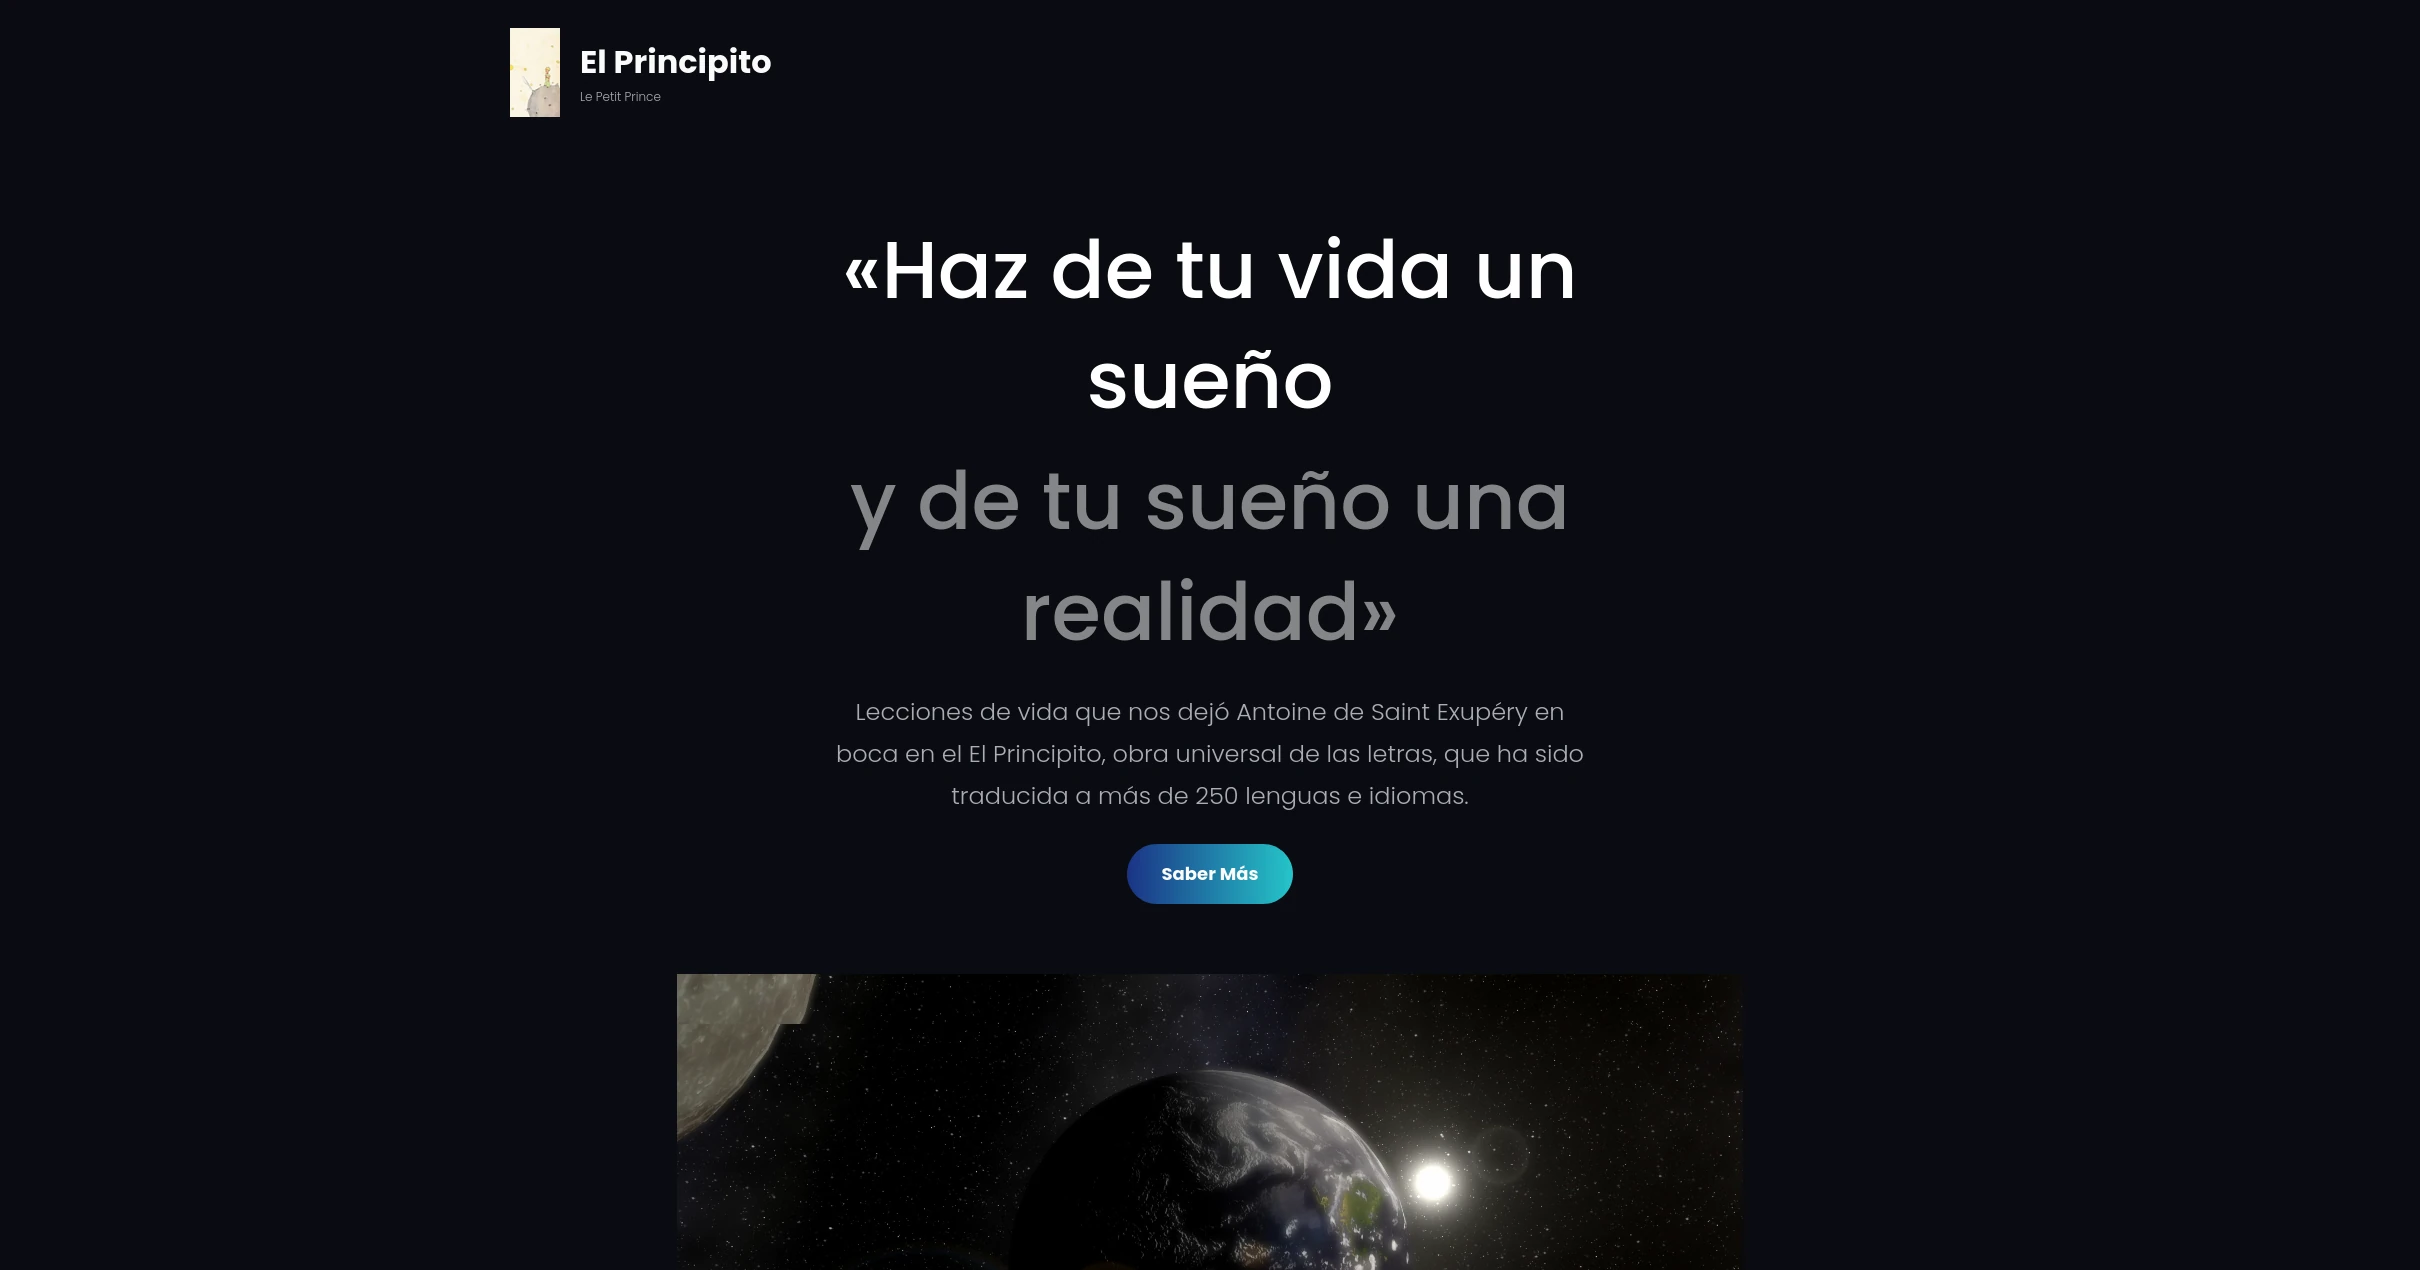 El Principito
Le Petit Prince
«Haz de tu vida un
sueño
y de tu sueño una
realidad»
Lecciones de vida que nos dejó Antoine de Saint Exupéry en
boca en el El Principito, obra universal de las letras, que ha sido
traducida a más de 250 lenguas e idiomas.
Saber Más